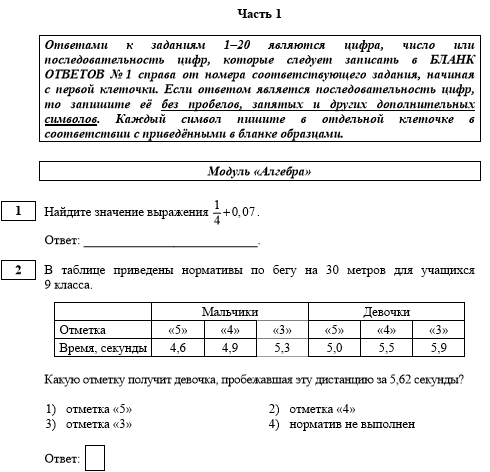 Часть 1
Ответами к заданиям 1–20 являются цифра, число или
последовательность цифр, которые следует записать в БЛАНК
ОТВЕТОВ № 1 справа от номера соответствующего задания, начиная
с первой клеточки. Если ответом является последовательность цифр,
то запишите её без пробелов, запятых и других дополнительных
символов. Каждый символ пишите в отдельной клеточке в
соответствии с приведёнными в бланке образцами.
Модуль «Алгебра»
1 Найдите значение выражения 1/4+0,07.
Ответ: ___________________________.
2 В таблице приведены нормативы по бегу на 30 метров для учащихся
9 класса.
Мальчики Девочки
Отметка «5» «4» «3» «5» «4» «3»
Время, секунды 4,6 4,9 5,3 5,0 5,5 5,9
Какую отметку получит девочка, пробежавшая эту дистанцию за 5,62 секунды?
1) отметка «5» 2) отметка «4»
3) отметка «3» 4) норматив не выполнен
Ответ: